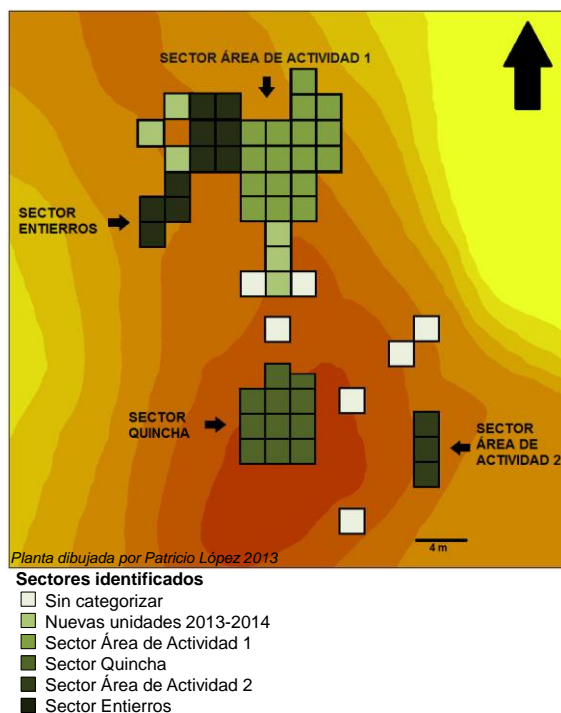 SECTOR ÁREA DE ACTIVIDAD 1
SECTOR
ENTIERROS
SECTOR
QUINCHA
SECTOR
ÁREA DE
ACTIVIDAD 2
4 m
Planta dibujada por Patricio López 2013
Sectores identificados
Sin categorizar
Nuevas unidades 2013-2014
Sector Área de Actividad 1
Sector Quincha
Sector Área de Actividad 2
Sector Entierros